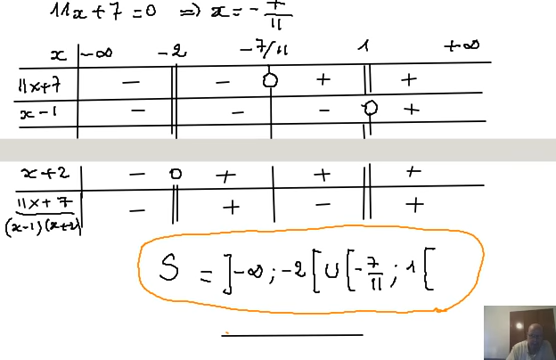 11x+7=0 ⇒ x=-7/11
x -∞ -2 -7/11 1 +∞
11x+7 - || - 0 + || +
x-1 - || - - 0 +
x+2 - 0 + + +
11x+7/(x-1)(x+2) - || + - || +
S = ]-∞;-2[ U [-7/11;1[